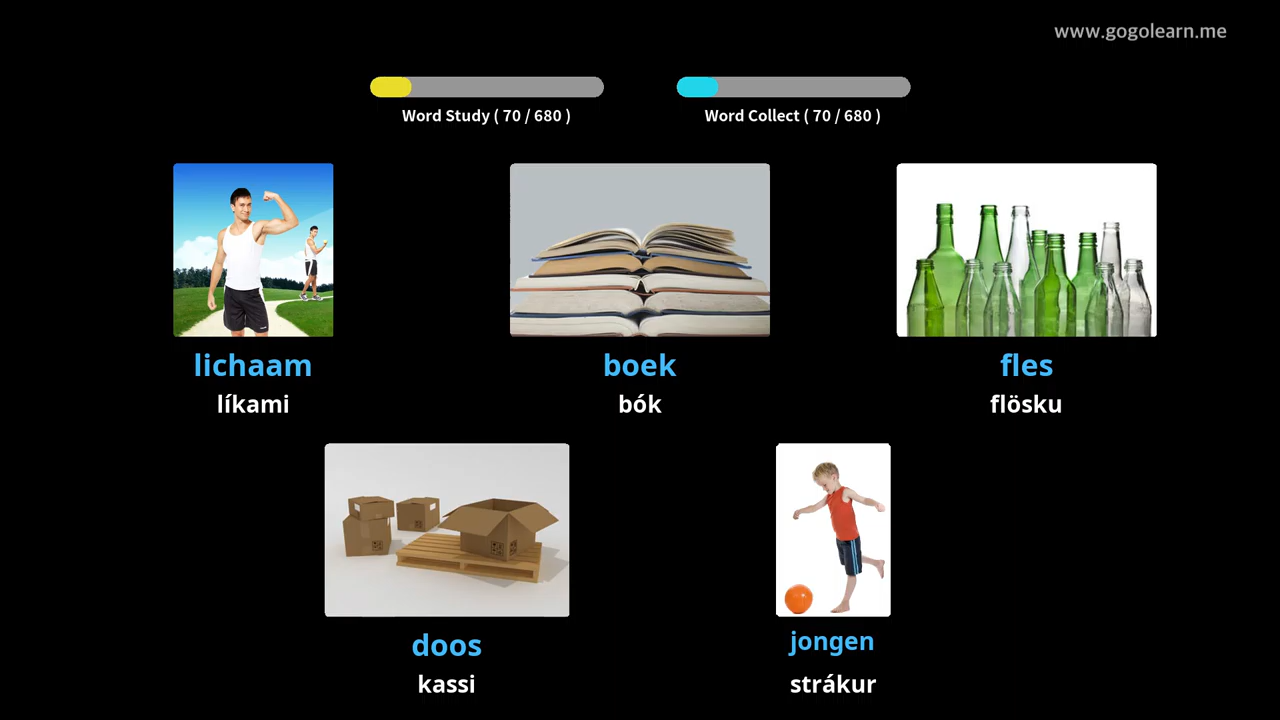 www.gogolearn.me
Word Study ( 70 / 680 )
Word Collect ( 70 / 680 )
lichaam
líkami
boek
bók
fles
flösku
doos
kassi
jongen
strákur